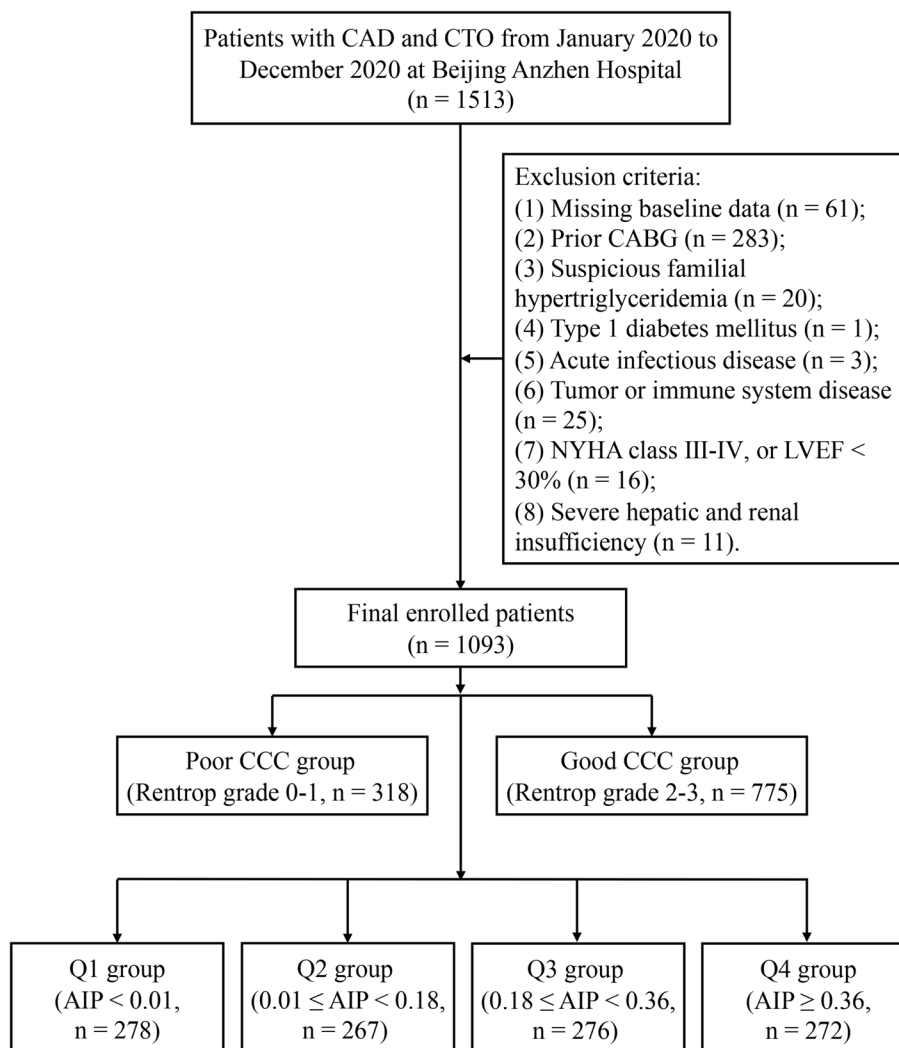 Patients with CAD and CTO from January 2020 to
December 2020 at Beijing Anzhen Hospital
(n = 1513)
Exclusion criteria:
(1) Missing baseline data (n = 61);
(2) Prior CABG (n = 283);
(3) Suspicious familial
hypertriglyceridemia (n = 20);
(4) Type 1 diabetes mellitus (n = 1);
(5) Acute infectious disease (n = 3);
(6) Tumor or immune system disease
(n = 25);
(7) NYHA class III-IV, or LVEF <
30% (n = 16);
(8) Severe hepatic and renal
insufficiency (n = 11).
Final enrolled patients
(n = 1093)
Poor CCC group
(Rentrop grade 0-1, n = 318)
Good CCC group
(Rentrop grade 2-3, n = 775)
Q1 group
(AIP < 0.01,
n = 278)
Q2 group
(0.01 ≤ AIP < 0.18,
n = 267)
Q3 group
(0.18 ≤ AIP < 0.36,
n = 276)
Q4 group
(AIP ≥ 0.36,
n = 272)